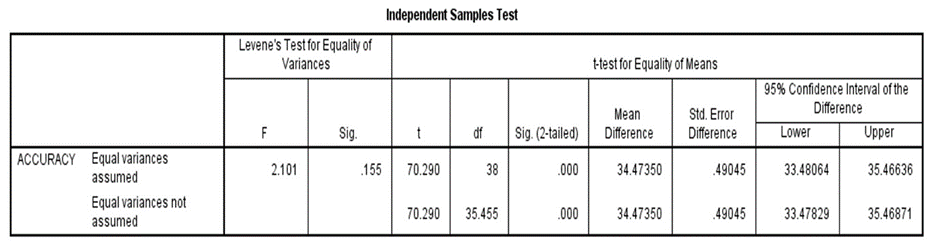 Independent Samples Test
Levene's Test for Equality of Variances
t-test for Equality of Means
F
Sig.
t
df
Sig. (2-tailed)
Mean Difference
Std. Error Difference
95% Confidence Interval of the Difference
Lower
Upper
ACCURACY Equal variances assumed 2.101 .155 70.290 38 .000 34.47350 .49045 33.48064 35.46636
Equal variances not assumed 70.290 35.455 .000 34.47350 .49045 33.47829 35.46871